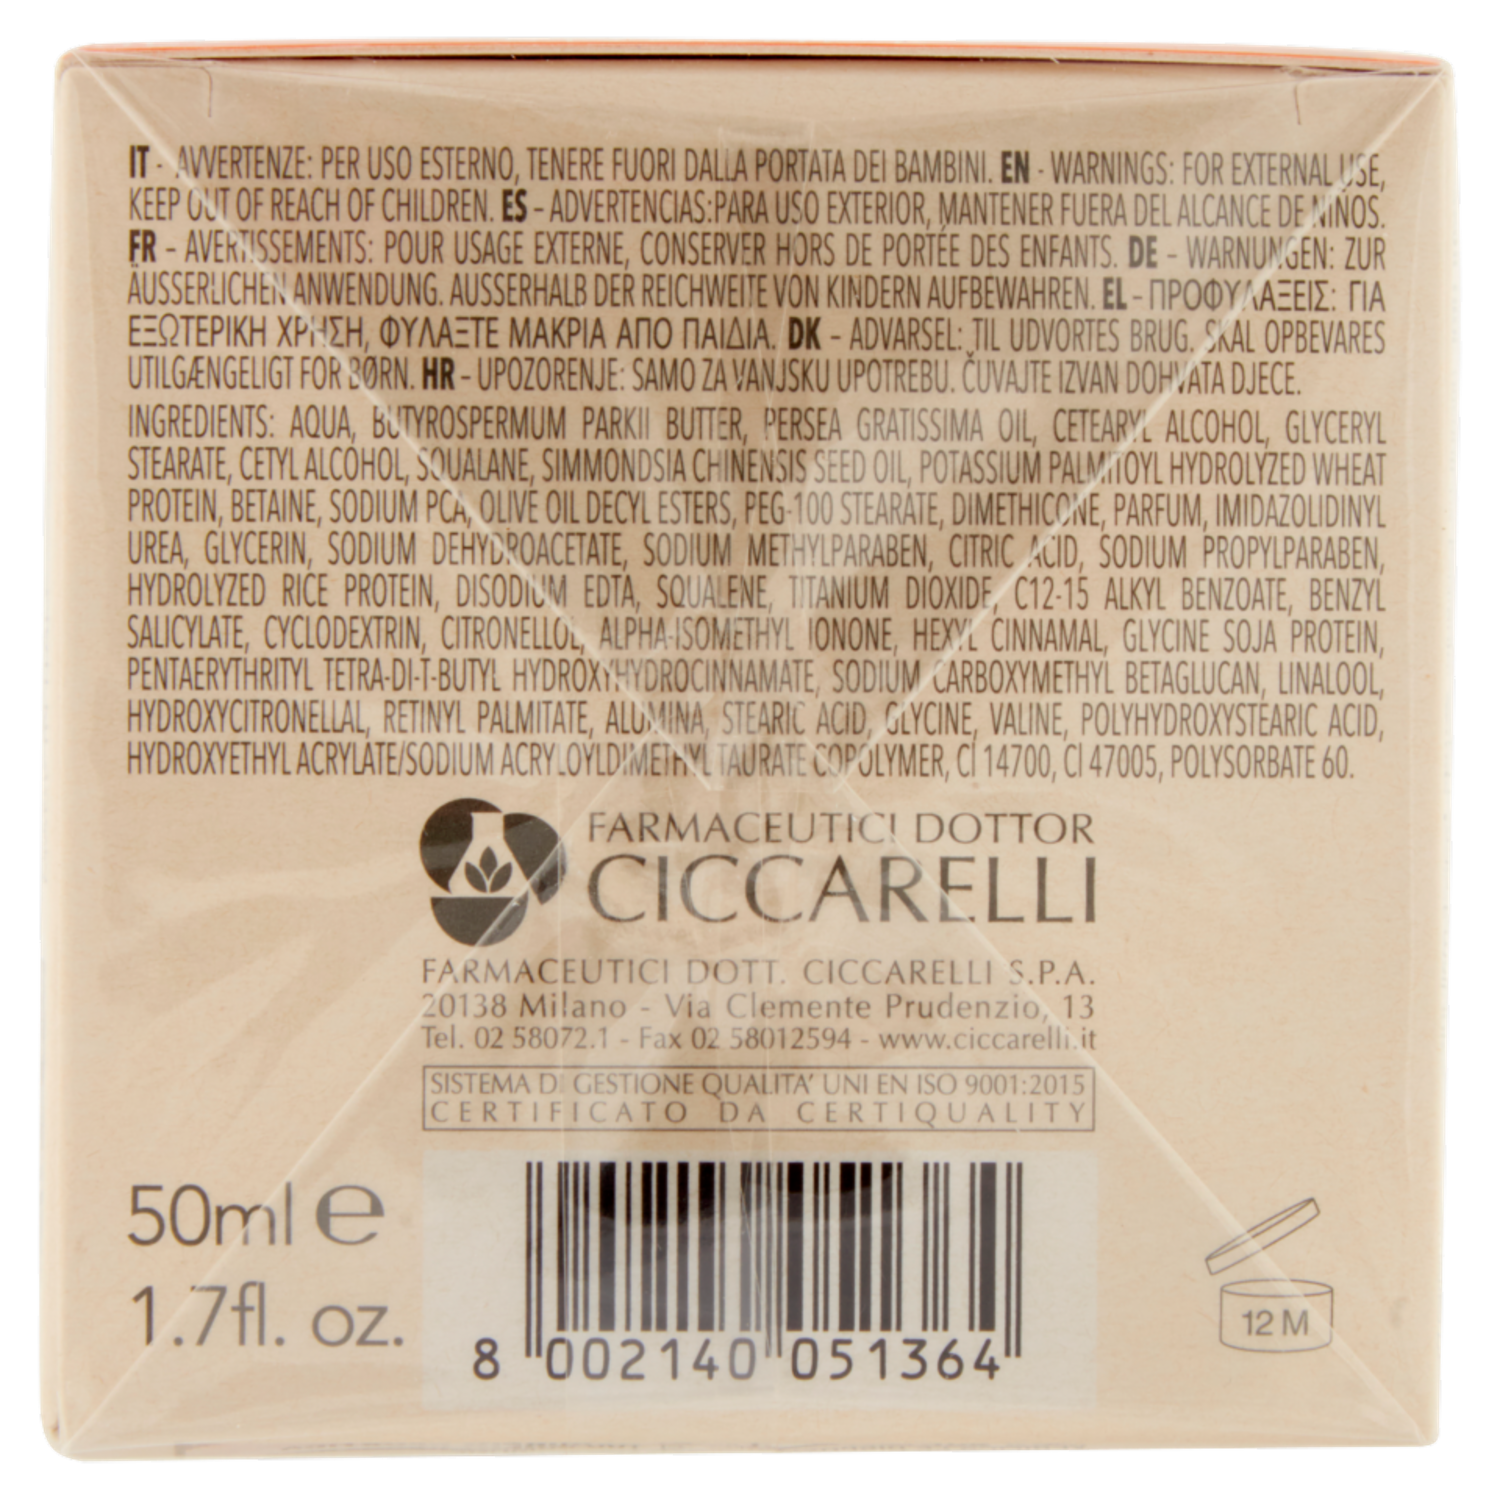 IT - AVVERTENZE: PER USO ESTERNO, TENERE FUORI DALLA PORTATA DEI BAMBINI. EN - WARNINGS: FOR EXTERNAL USE,
KEEP OUT OF REACH OF CHILDREN. ES – ADVERTENCIAS:PARA USO EXTERIOR, MANTENER FUERA DEL ALCANCE DE NIÑOS.
FR – AVERTISSEMENTS: POUR USAGE EXTERNE, CONSERVER HORS DE PORTÉE DES ENFANTS. DE – WARNUNGEN: ZUR
ÄUSSERLICHEN ANWENDUNG. AUSSERHALB DER REICHWEITE VON KINDERN AUFBEWAHREN. EL – ΠΡΟΦΥΛΑΞΕΙΣ: ΓΙΑ
ΕΞΩΤΕΡΙΚΗ ΧΡΗΣΗ, ΦΥΛΑΞΤΕ ΜΑΚΡΙΑ ΑΠΟ ΠΑΙΔΙΑ. DK – ADVARSEL: TIL UDVORTES BRUG. SKAL OPBEVARES
UTILGÆNGELIGT FOR BØRN. HR – UPOZORENJE: SAMO ZA VANJSKU UPOTREBU. ČUVAJTE IZVAN DOHVATA DJECE.
INGREDIENTS: AQUA, BUTYROSPERMUM PARKII BUTTER, PERSEA GRATISSIMA OIL, CETEARYL ALCOHOL, GLYCERYL
STEARATE, CETYL ALCOHOL, SQUALANE, SIMMONDSIA CHINENSIS SEED OIL, POTASSIUM PALMITOYL HYDROLYZED WHEAT
PROTEIN, BETAINE, SODIUM PCA, OLIVE OIL DECYL ESTERS, PEG-100 STEARATE, DIMETHICONE, PARFUM, IMIDAZOLIDINYL
UREA, GLYCERIN, SODIUM DEHYDROACETATE, SODIUM METHYLPARABEN, CITRIC ACID, SODIUM PROPYLPARABEN,
HYDROLYZED RICE PROTEIN, DISODIUM EDTA, SQUALENE, TITANIUM DIOXIDE, C12-15 ALKYL BENZOATE, BENZYL
SALICYLATE, CYCLODEXTRIN, CITRONELLOL, ALPHA-ISOMETHYL IONONE, HEXYL CINNAMAL, GLYCINE SOJA PROTEIN,
PENTAERYTHRITYL TETRA-DI-T-BUTYL HYDROXYHYDROCINNAMATE, SODIUM CARBOXYMETHYL BETAGLUCAN, LINALOOL,
HYDROXYCITRONELLAL, RETINYL PALMITATE, ALUMINA, STEARIC ACID, GLYCINE, VALINE, POLYHYDROXYSTEARIC ACID,
HYDROXYETHYL ACRYLATE/SODIUM ACRYLOYLDIMETHYL TAURATE COPOLYMER, CI 14700, CI 47005, POLYSORBATE 60.
FARMACEUTICI DOTTOR
CICCARELLI
FARMACEUTICI DOTT. CICCARELLI S.P.A.
20138 Milano - Via Clemente Prudenzio, 13
Tel. 02 58072.1 - Fax 02 58012594 - www.ciccarelli.it
SISTEMA DI GESTIONE QUALITA' UNI EN ISO 9001:2015
CERTIFICATO DA CERTIQUALITY
50ml e
1.7fl. oz.
8 002140 051364
12 M